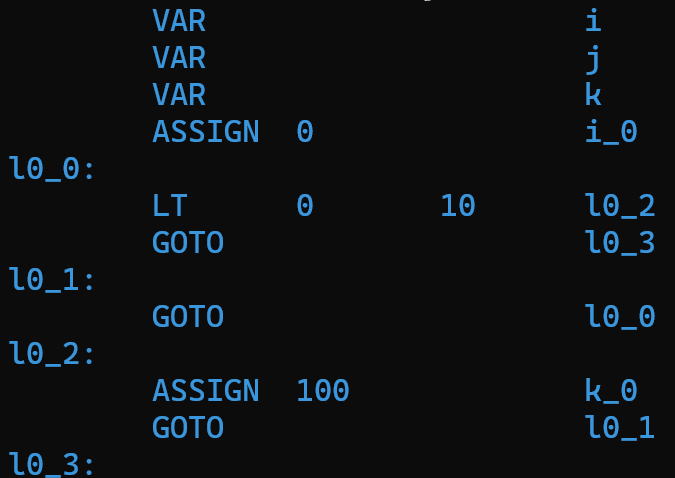 VAR i
VAR j
VAR k
ASSIGN 0 i_0
l0_0:
LT 0 10 l0_2
GOTO l0_3
l0_1:
GOTO l0_0
l0_2:
ASSIGN 100 k_0
GOTO l0_1
l0_3: